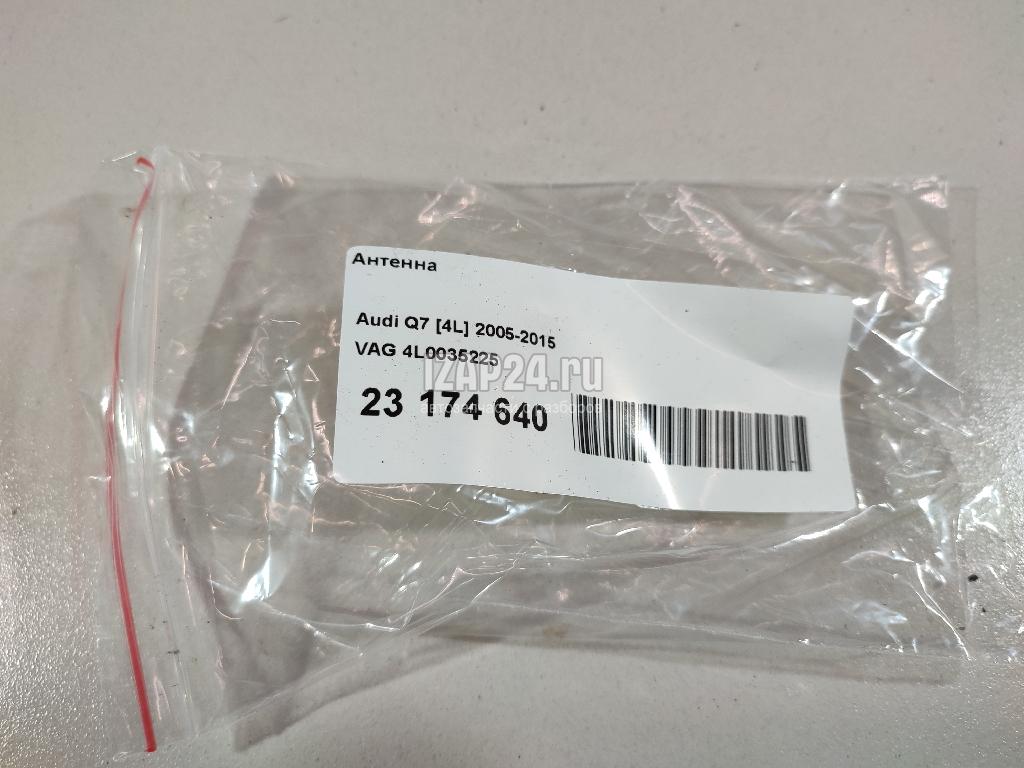 Антенна
Audi Q7 [4L] 2005-2015
VAG 4L0035225
IZAP24.ru
23 174 640